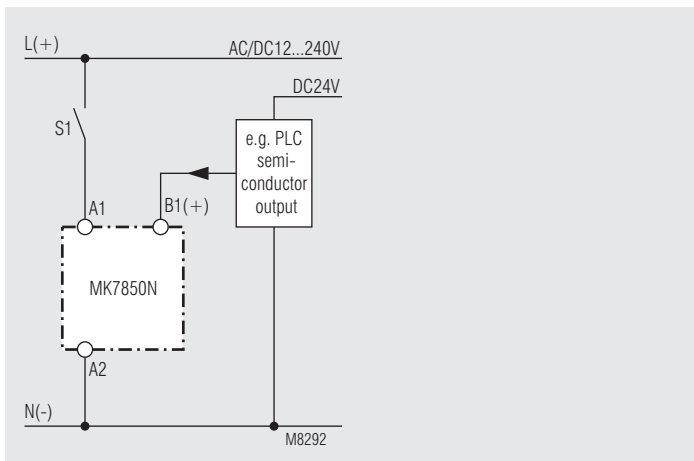 L(+)
AC/DC12...240V
DC24V
S1
e.g. PLC
semi-
conductor
output
A1
B1(+)
MK7850N
A2
N(-)
M8292